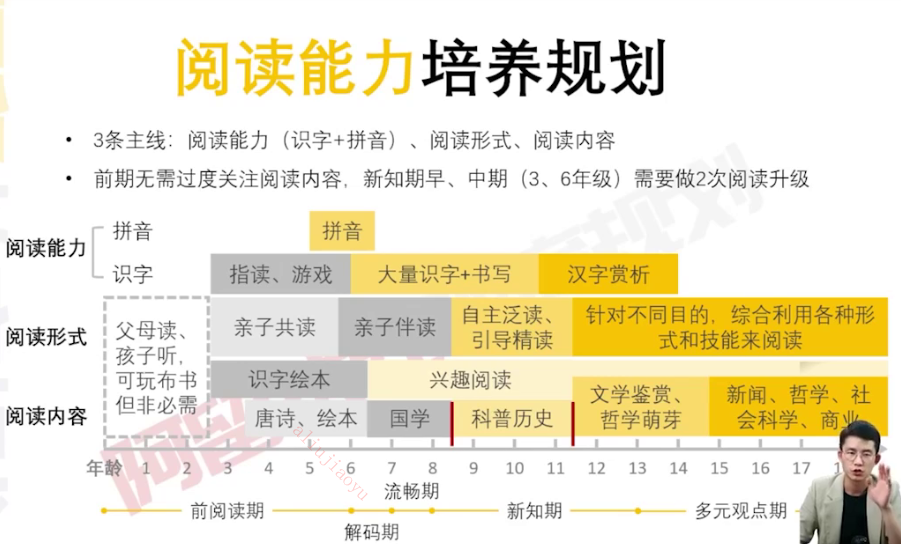 阅读能力培养规划
• 3条主线：阅读能力（识字+拼音）、阅读形式、阅读内容
• 前期无需过度关注阅读内容，新知期早、中期（3、6年级）需要做2次阅读升级
阅读能力
拼音
拼音
识字
指读、游戏
大量识字+书写
汉字赏析
阅读形式
父母读、
孩子听，
可玩布书
但非必需
亲子共读
亲子伴读
自主泛读、
引导精读
针对不同目的，综合利用各种形
式和技能来阅读
阅读内容
识字绘本
兴趣阅读
唐诗、绘本
国学
科普历史
文学鉴赏、
哲学萌芽
新闻、哲学、社
会科学、商业
aliujiaoyu
年龄 1 2 3 4 5 6 7 8 9 10 11 12 13 14 15 16 17
前阅读期
解码期
流畅期
新知期
多元观点期